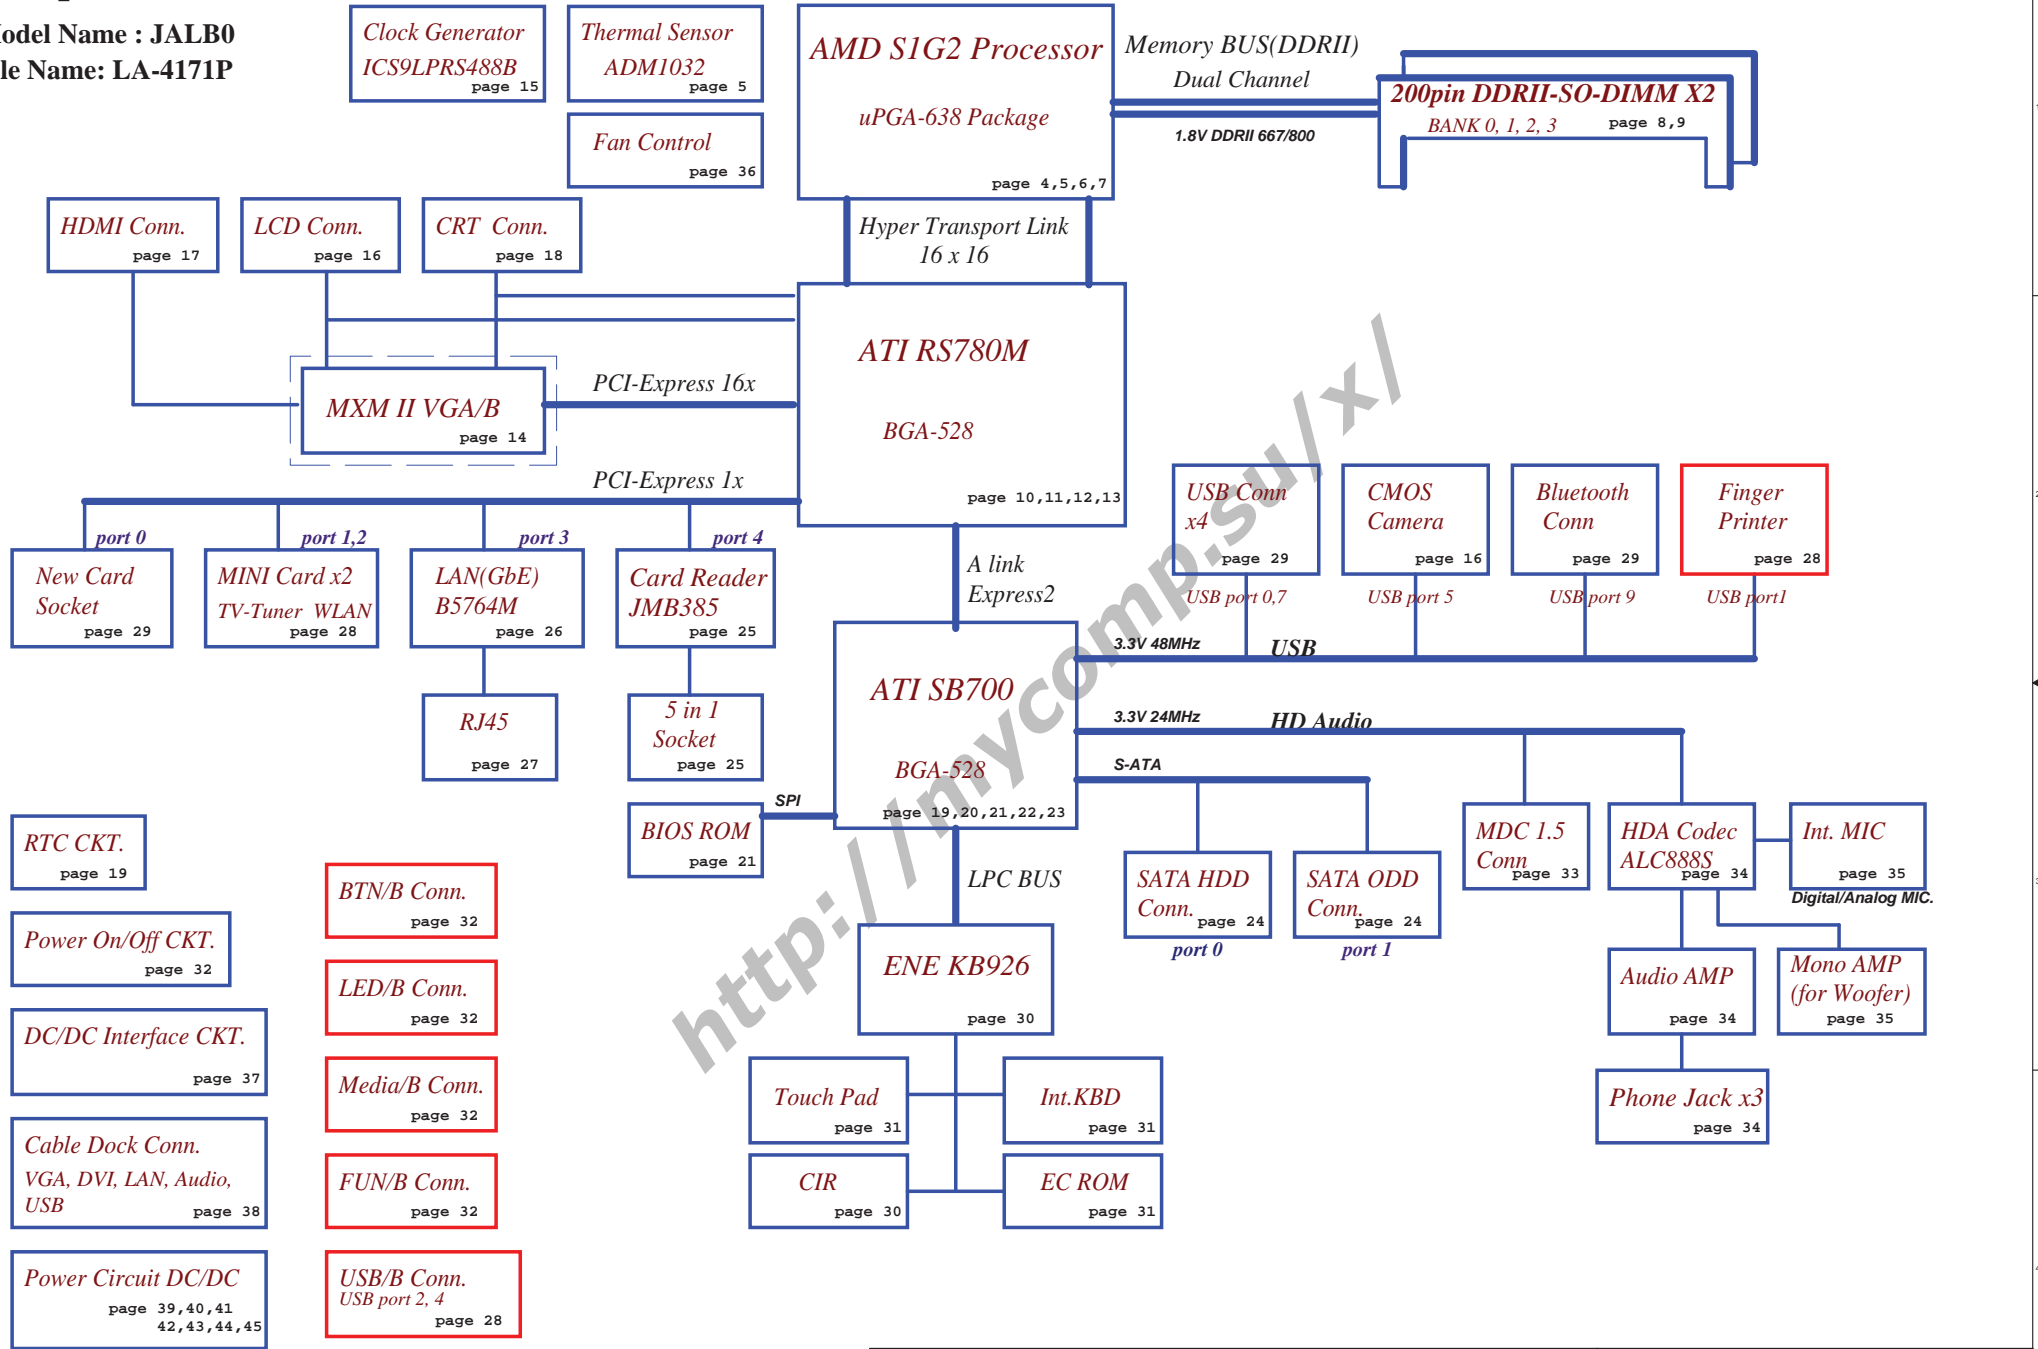 odel Name : JALB0
le Name: LA-4171P
Clock Generator
ICS9LPRS488B
page 15
Thermal Sensor
ADM1032
page 5
Fan Control
page 36
AMD S1G2 Processor
uPGA-638 Package
page 4,5,6,7
Memory BUS(DDRII)
Dual Channel
1.8V DDRII 667/800
200pin DDRII-SO-DIMM X2
BANK 0, 1, 2, 3
page 8,9
HDMI Conn.
page 17
LCD Conn.
page 16
CRT Conn.
page 18
Hyper Transport Link
16 x 16
ATI RS780M
BGA-528
page 10,11,12,13
MXM II VGA/B
page 14
PCI-Express 16x
PCI-Express 1x
port 0
New Card
Socket
page 29
port 1,2
MINI Card x2
TV-Tuner WLAN
page 28
port 3
LAN(GbE)
B5764M
page 26
port 4
Card Reader
JMB385
page 25
RJ45
page 27
5 in 1
Socket
page 25
A link
Express2
USB Conn
x4
page 29
USB port 0,7
CMOS
Camera
page 16
USB port 5
Bluetooth
Conn
page 29
USB port 9
Finger
Printer
page 28
USB port1
3.3V 48MHz
USB
ATI SB700
BGA-528
page 19,20,21,22,23
3.3V 24MHz
HD Audio
S-ATA
SPI
BIOS ROM
page 21
LPC BUS
SATA HDD
Conn.
page 24
port 0
SATA ODD
Conn.
page 24
port 1
MDC 1.5
Conn
page 33
HDA Codec
ALC888S
page 34
Int. MIC
page 35
Digital/Analog MIC.
Audio AMP
page 34
Mono AMP
(for Woofer)
page 35
Phone Jack x3
page 34
ENE KB926
page 30
Touch Pad
page 31
Int.KBD
page 31
CIR
page 30
EC ROM
page 31
RTC CKT.
page 19
Power On/Off CKT.
page 32
DC/DC Interface CKT.
page 37
Cable Dock Conn.
VGA, DVI, LAN, Audio,
USB
page 38
Power Circuit DC/DC
page 39,40,41
42,43,44,45
BTN/B Conn.
page 32
LED/B Conn.
page 32
Media/B Conn.
page 32
FUN/B Conn.
page 32
USB/B Conn.
USB port 2, 4
page 28
http://mycomp.su/x/